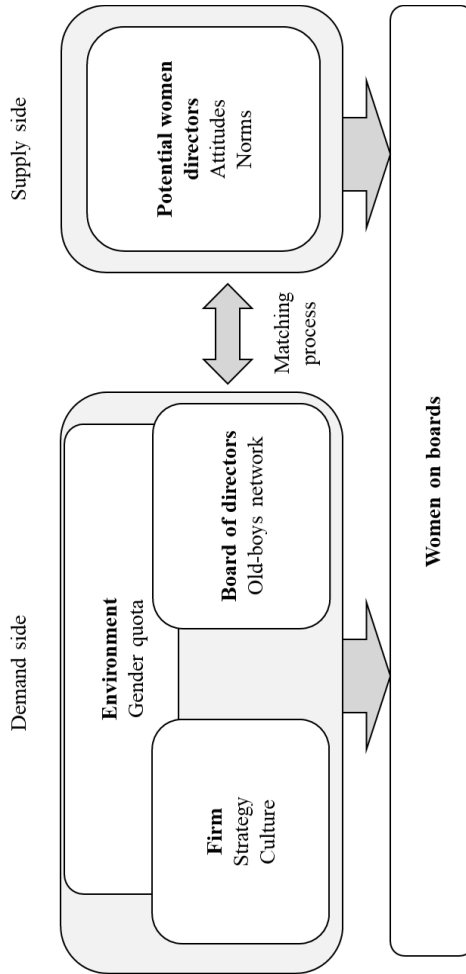 Demand side
Supply side
Environment
Gender quota
Firm
Strategy
Culture
Board of directors
Old-boys network
Matching
process
Potential women
directors
Attitudes
Norms
Women on boards